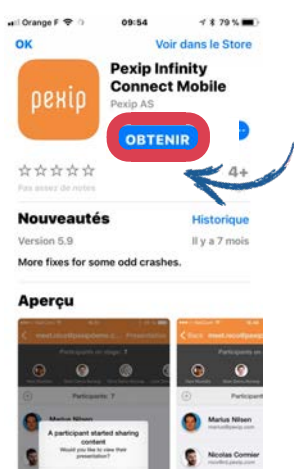 Orange F 09:54 79 %
OK Voir dans le Store
pexip
Pexip Infinity
Connect Mobile
Pexip AS
OBTENIR
4+
Pas assez de notes
Nouveautés Historique
Version 5.9 Il y a 7 mois
More fixes for some odd crashes.
Aperçu
Participants: 7
Marius Nilsen
A participant started sharing
content
Would you like to view their
presentation?
Marius Nilsen
Nicolas Cormier